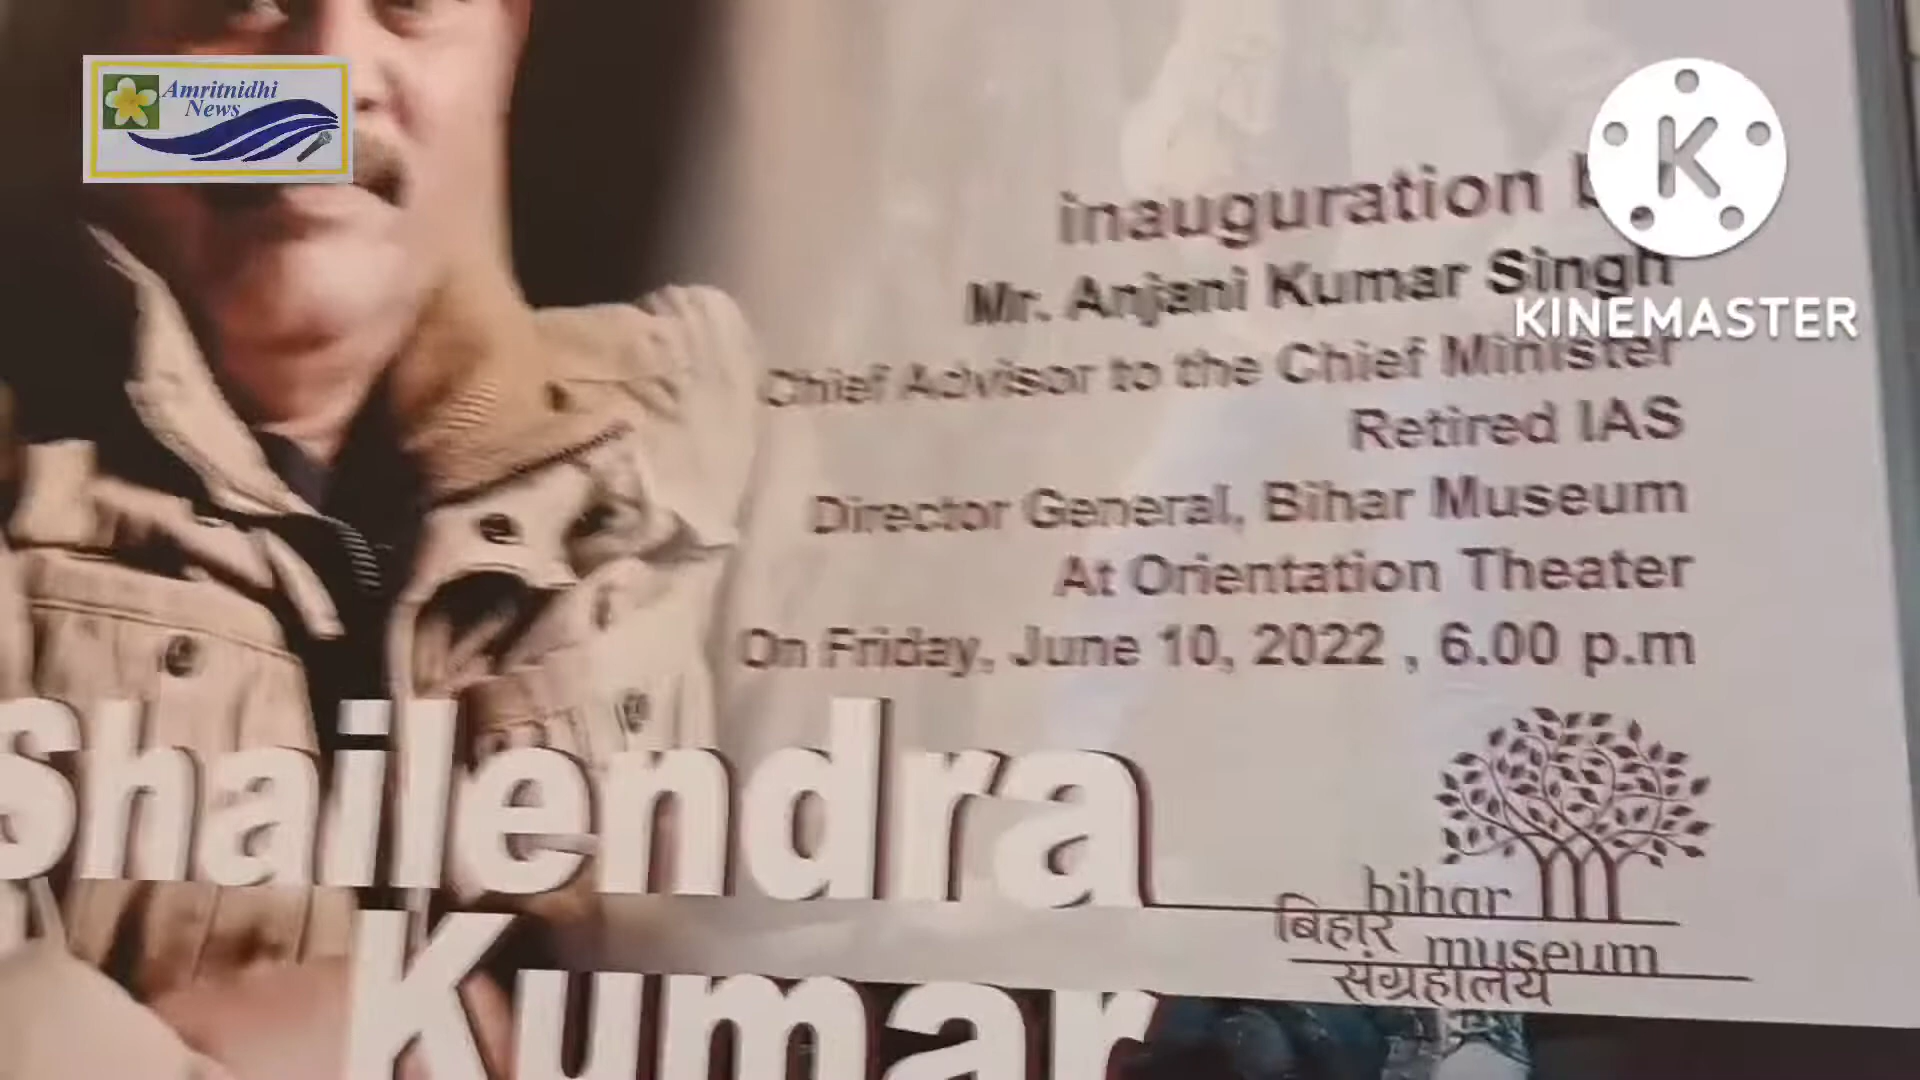 Amritnidhi
News
inauguration
Mr. Anjani Kumar Singh
Chief Advisor to the Chief Minister
Retired IAS
Director General, Bihar Museum
At Orientation Theater
On Friday, June 10, 2022 , 6.00 p.m
K
KINEMASTER
Shailendra
Kumar
bihar
बिहार
museum
संग्रहालय